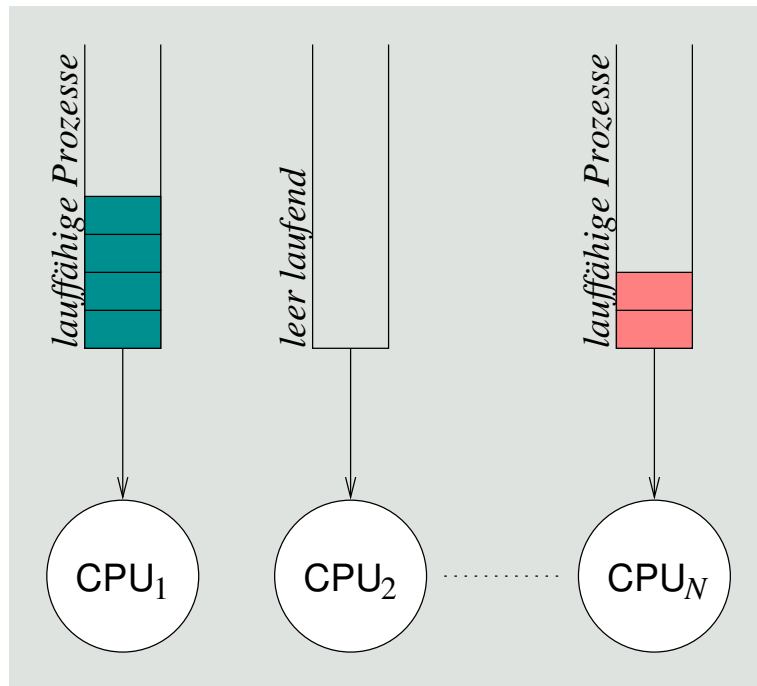 lauffähige Prozesse
leer laufend
lauffähige Prozesse
CPU1
CPU2
CPUN